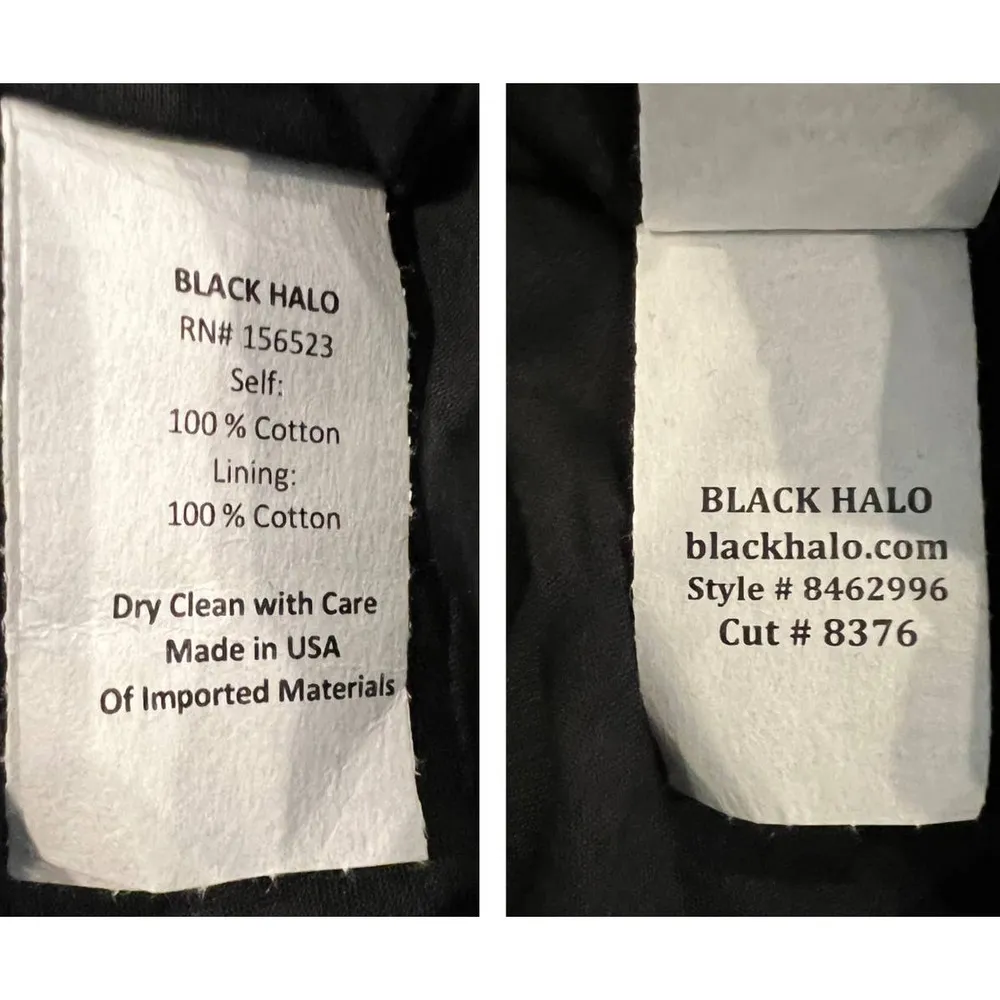 BLACK HALO
RN# 156523
Self:
100 % Cotton
Lining:
100 % Cotton
Dry Clean with Care
Made in USA
Of Imported Materials
BLACK HALO
blackhalo.com
Style # 8462996
Cut # 8376